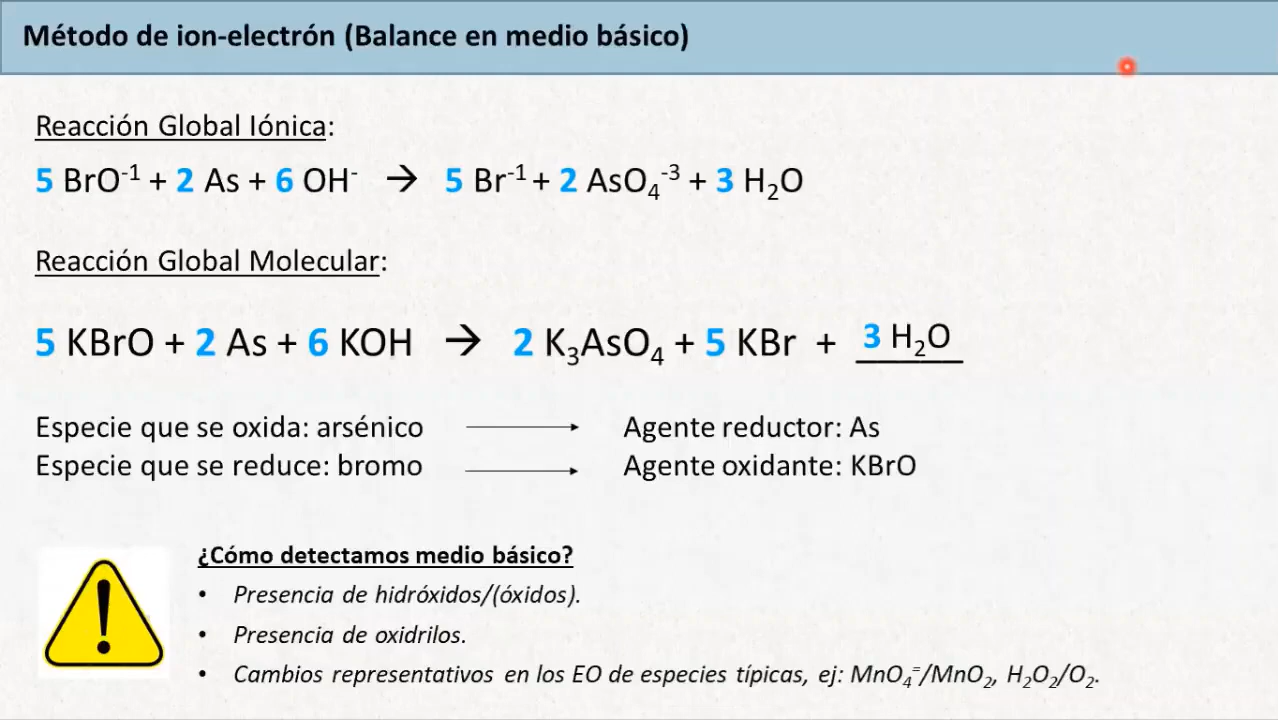 Método de ion-electrón (Balance en medio básico)
Reacción Global Iónica:
5 BrO⁻¹ + 2 As + 6 OH⁻ → 5 Br⁻¹ + 2 AsO₄⁻³ + 3 H₂O
Reacción Global Molecular:
5 KBrO + 2 As + 6 KOH → 2 K₃AsO₄ + 5 KBr + 3 H₂O
Especie que se oxida: arsénico → Agente reductor: As
Especie que se reduce: bromo → Agente oxidante: KBrO
¿Cómo detectamos medio básico?
• Presencia de hidróxidos/(óxidos).
• Presencia de oxidrilos.
• Cambios representativos en los EO de especies típicas, ej: MnO₄⁼/MnO₂, H₂O₂/O₂.